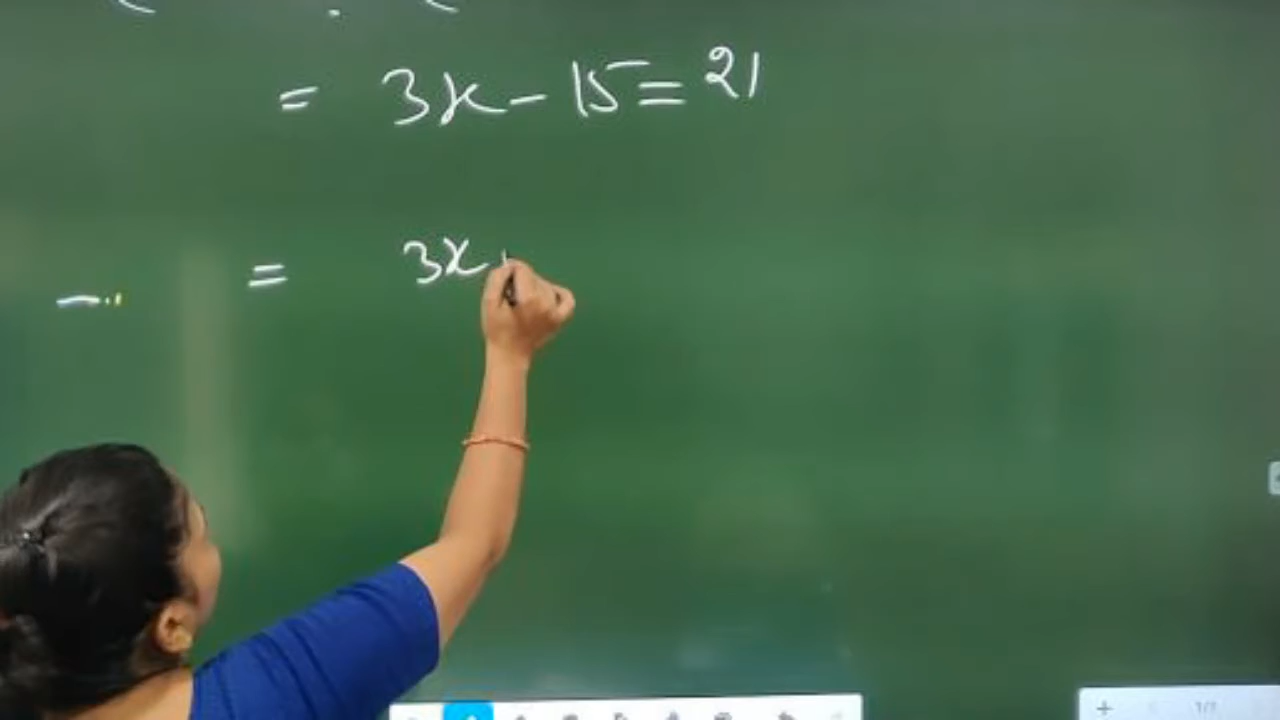 = 3x - 15 = 21
= 3x